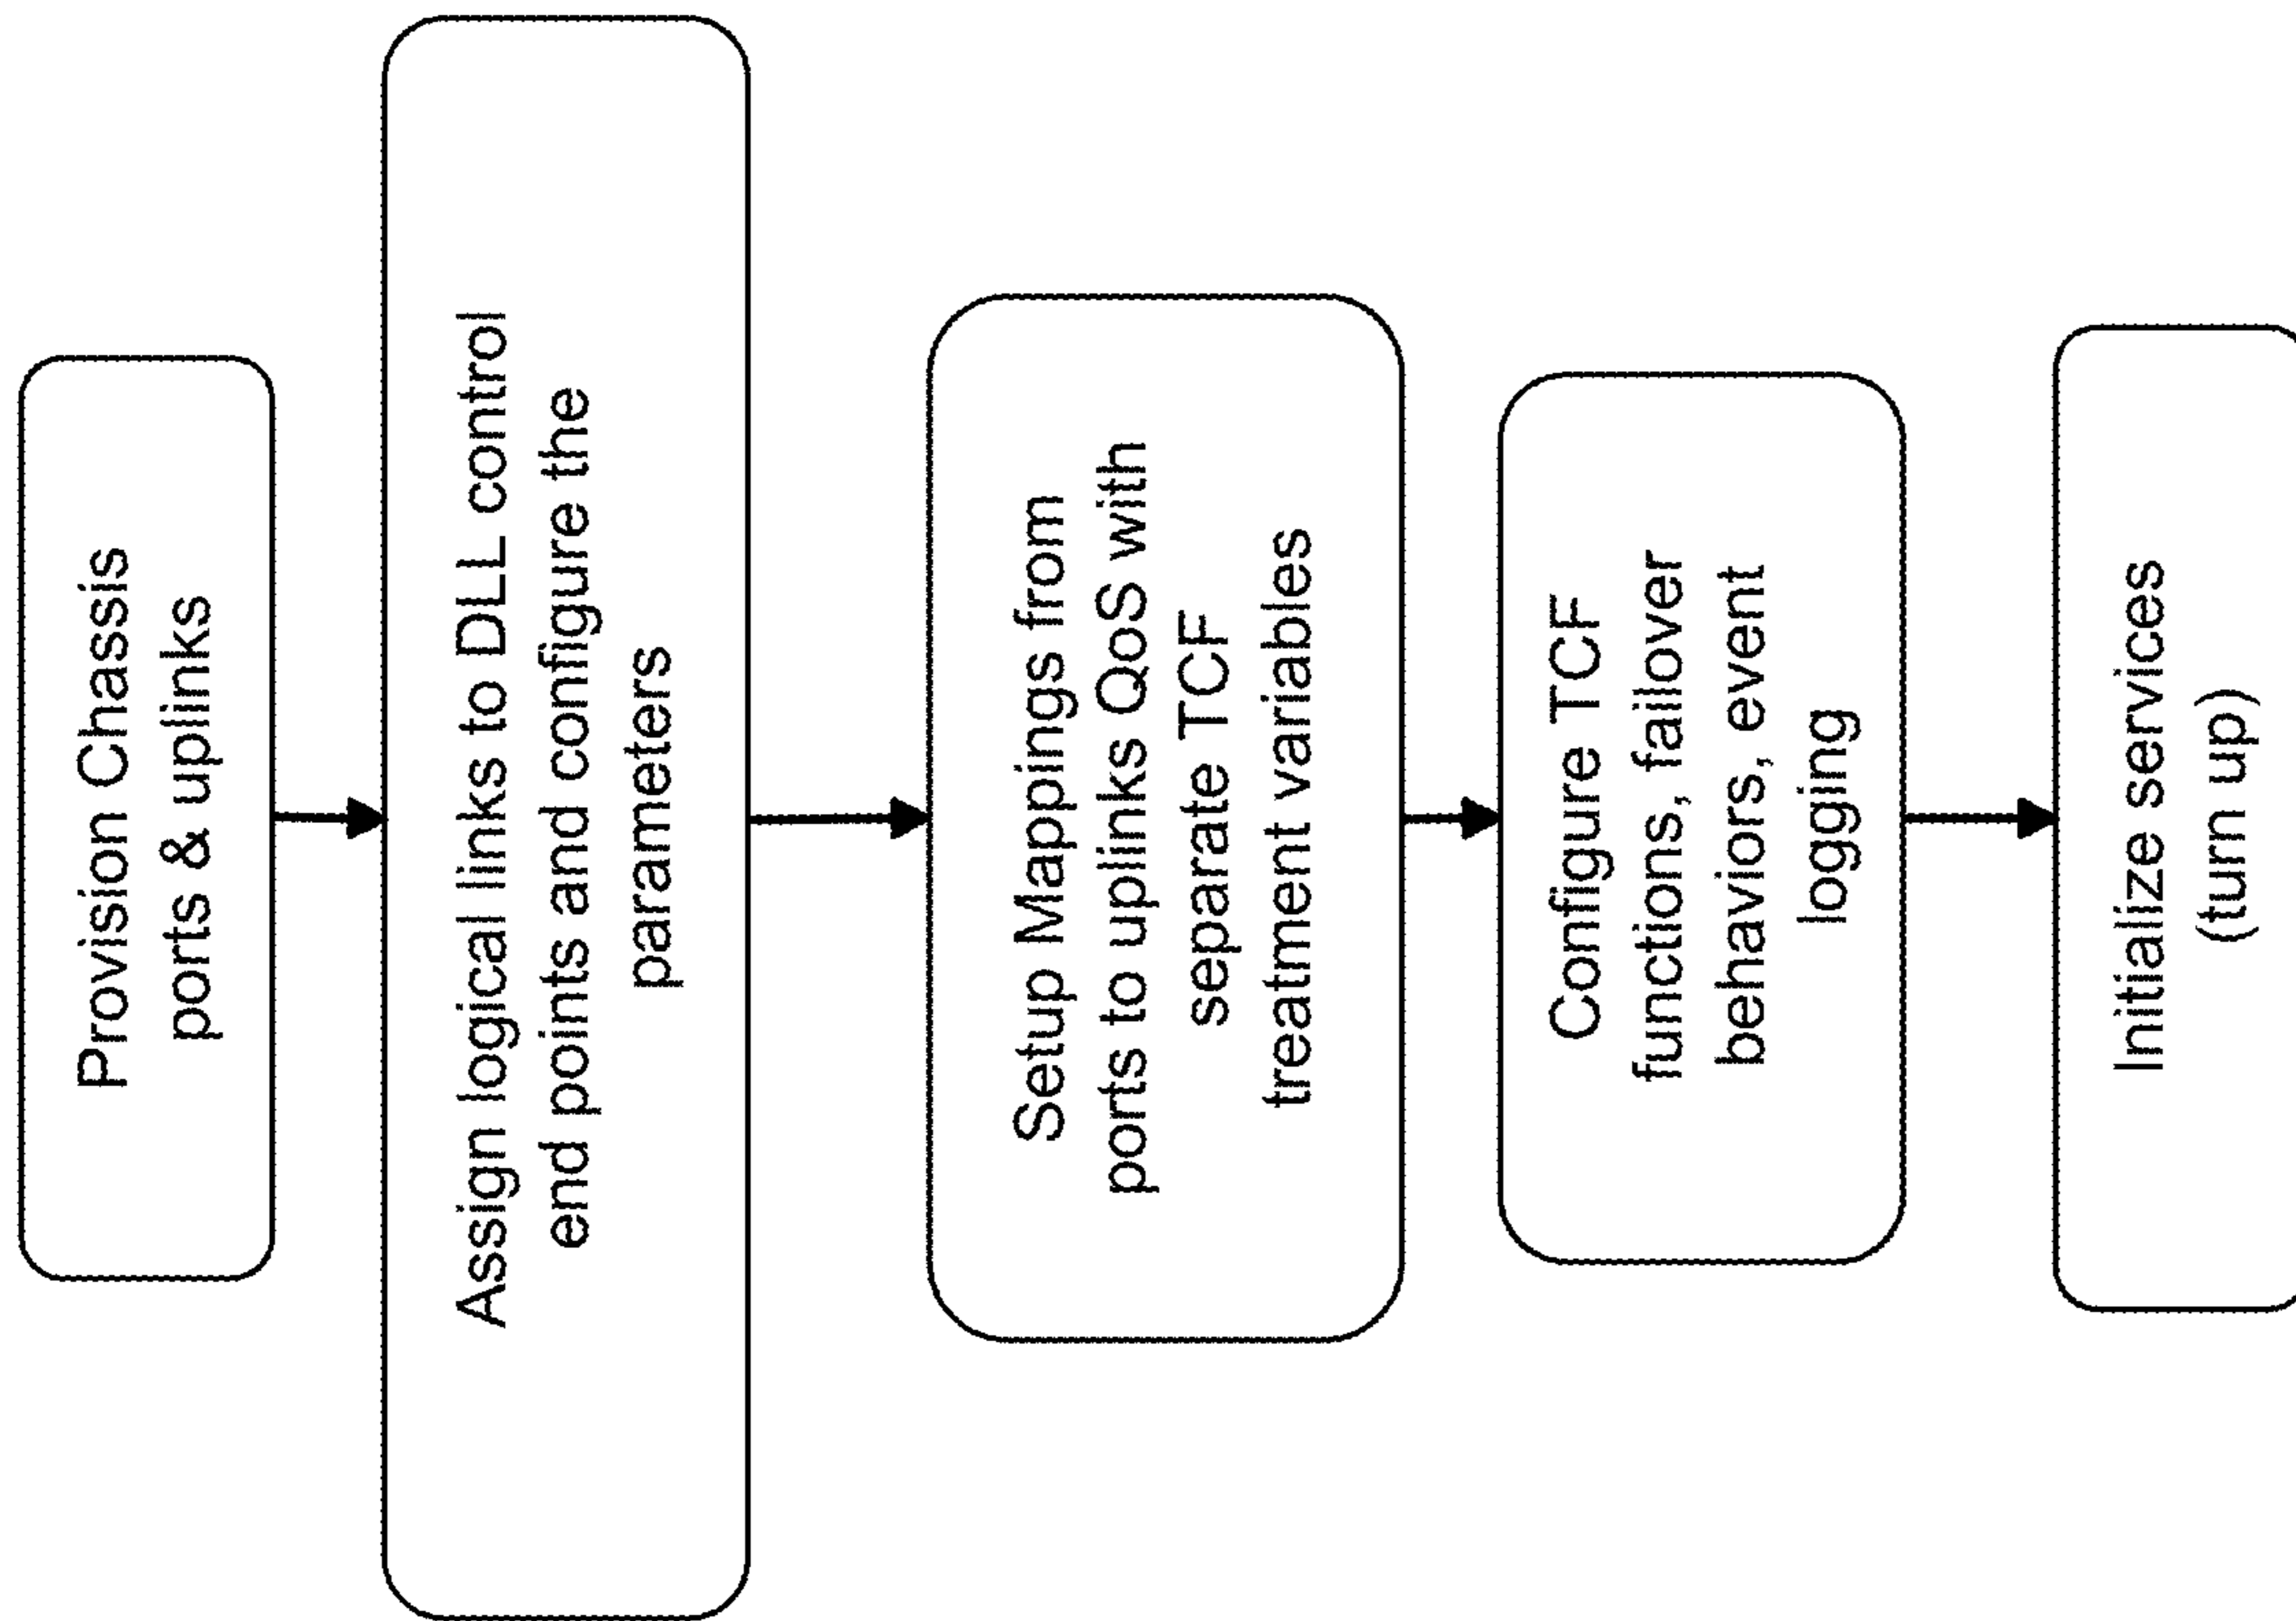 Provision Chassis
ports & uplinks
Assign logical links to DLL control
end points and configure the
parameters
Setup Mappings from
ports to uplinks QoS with
separate TCF
treatment variables
Configure TCF
functions, failover
behaviors, event
logging
Initialize services
(turn up)